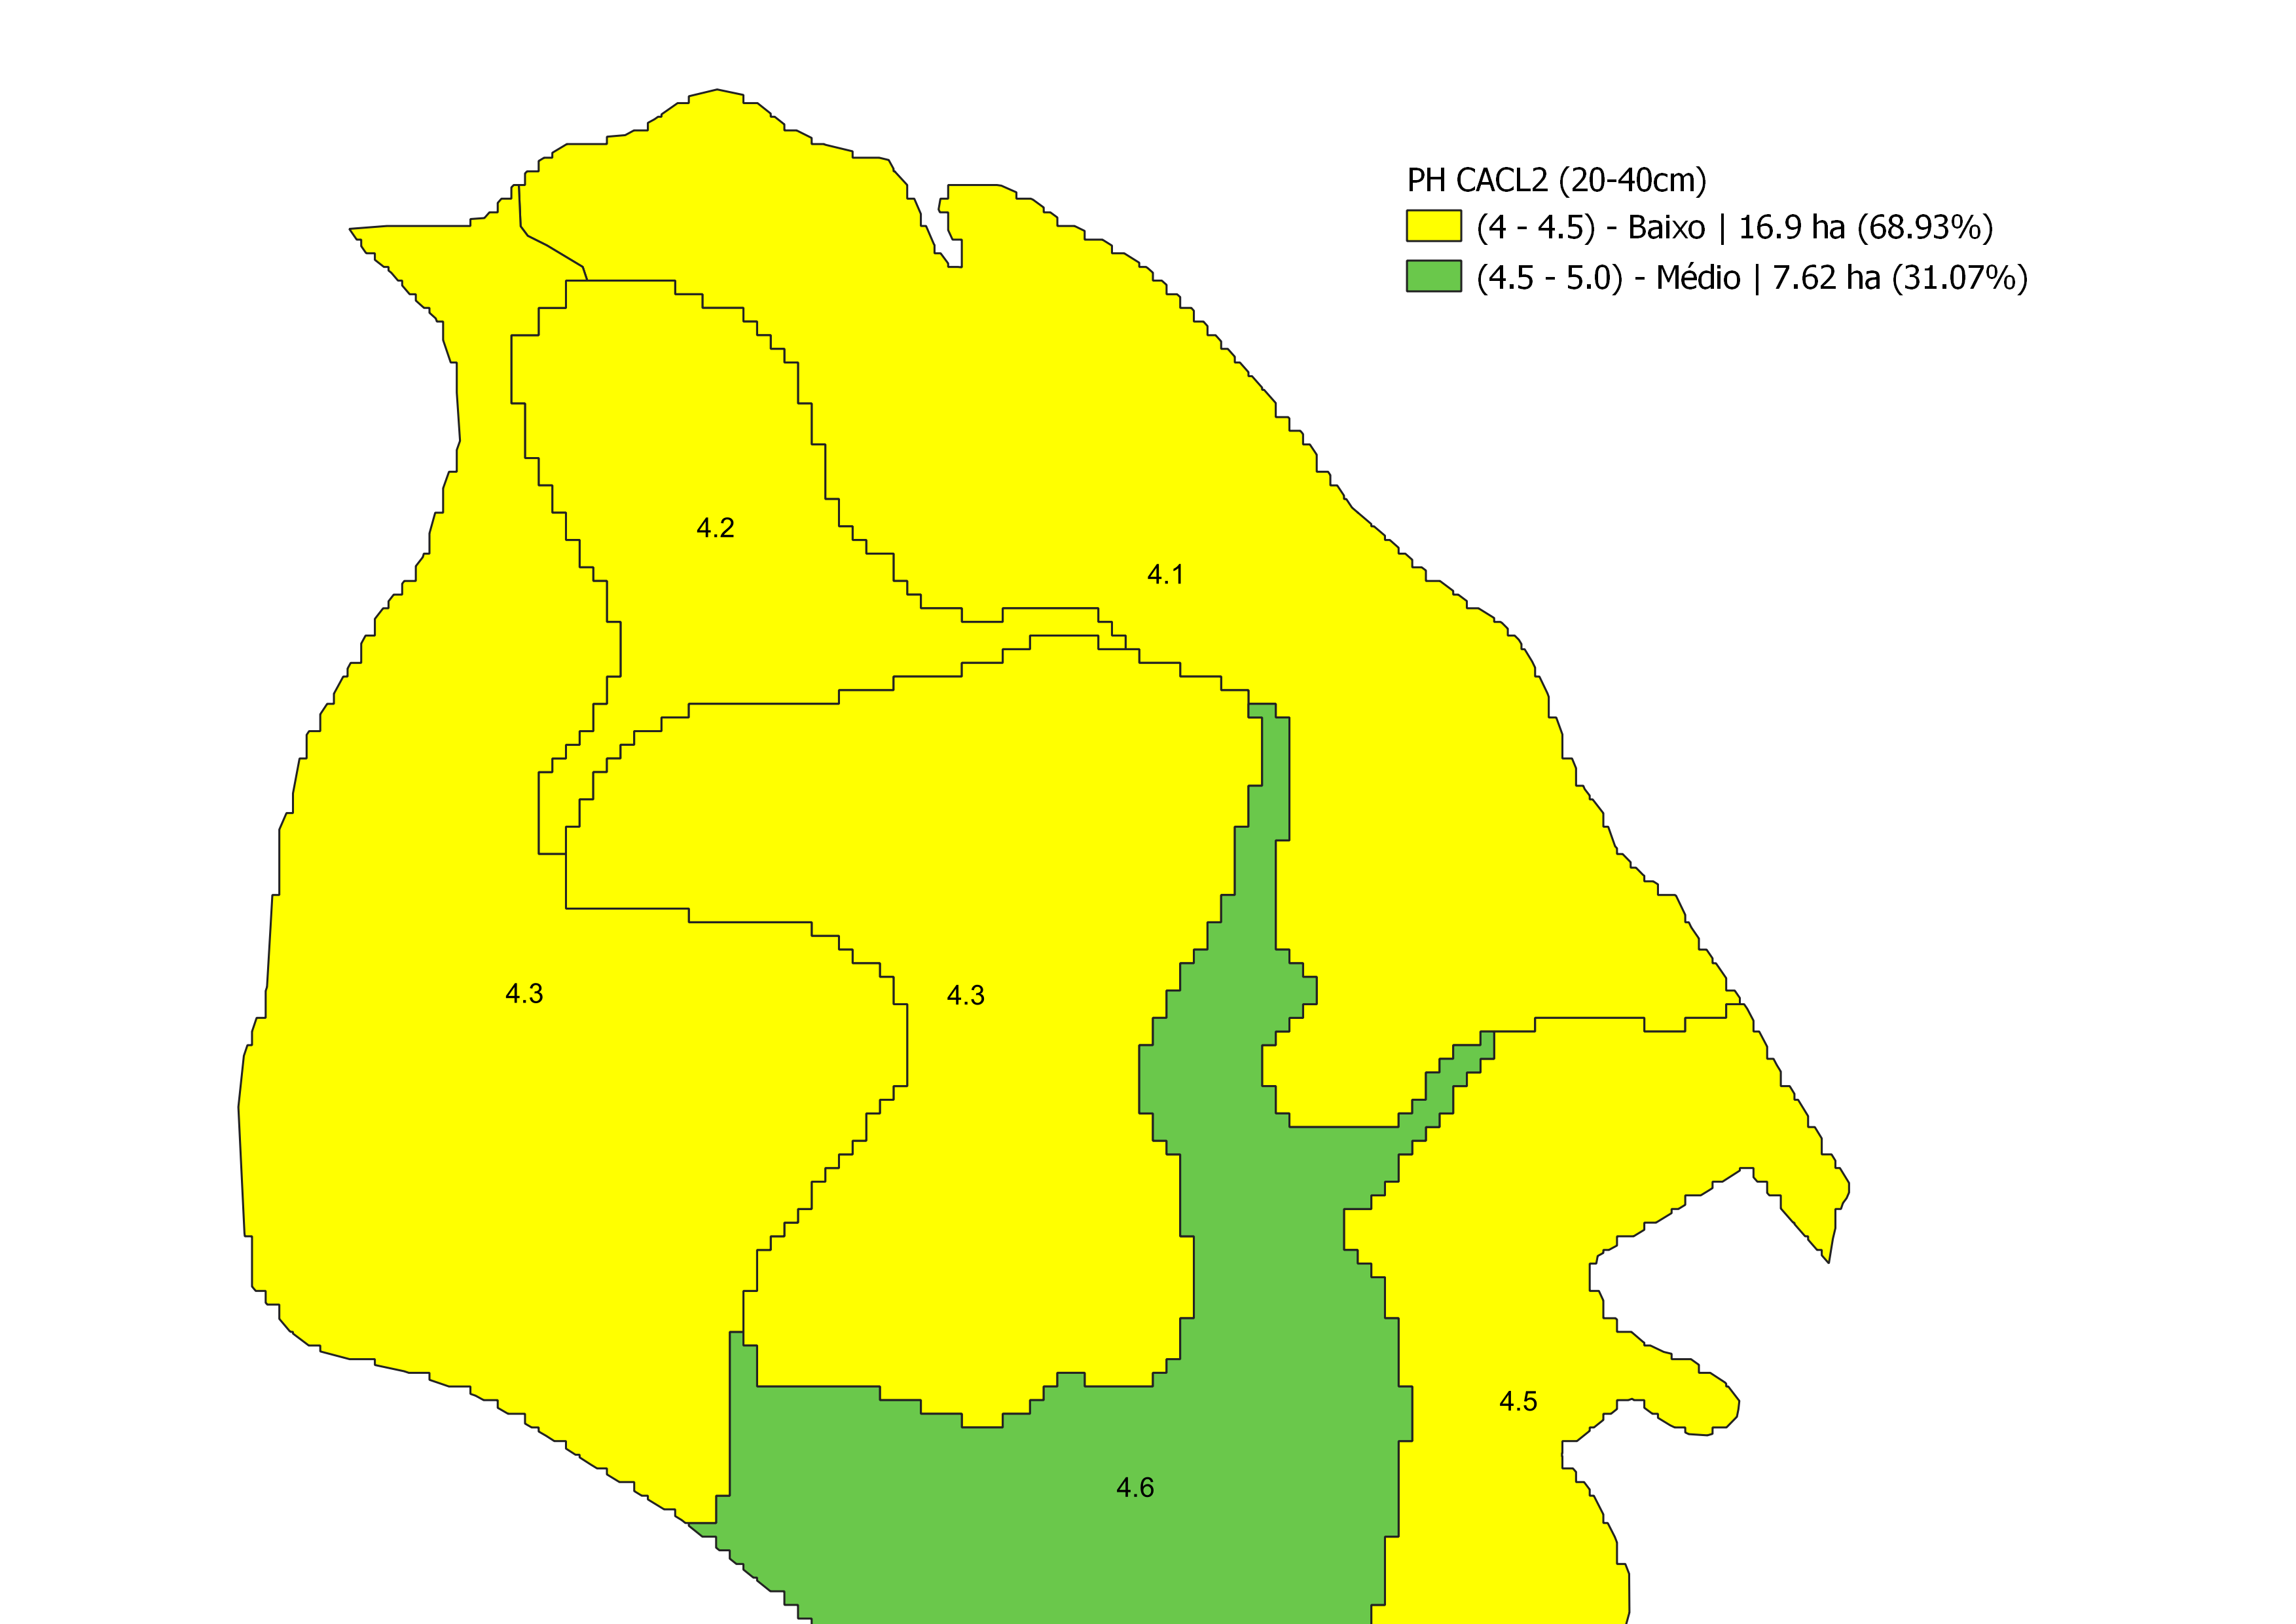 PH CACL2 (20-40cm)
(4 - 4.5) - Baixo | 16.9 ha (68.93%)
(4.5 - 5.0) - Médio | 7.62 ha (31.07%)
4.2
4.1
4.3
4.3
4.5
4.6